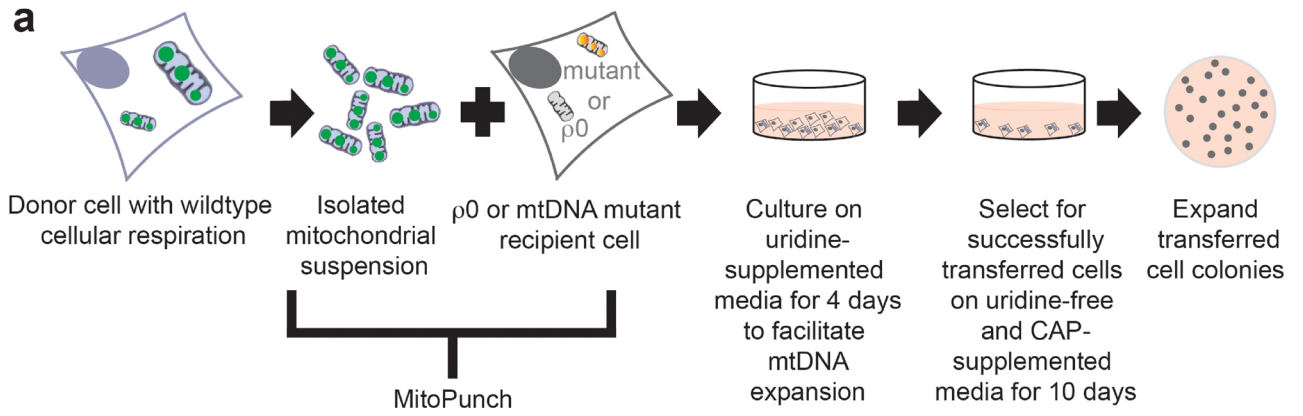 a
mutant
or
ρ0
Donor cell with wildtype
cellular respiration
Isolated
mitochondrial
suspension
ρ0 or mtDNA mutant
recipient cell
Culture on
uridine-
supplemented
media for 4 days
to facilitate
mtDNA
expansion
Select for
successfully
transferred cells
on uridine-free
and CAP-
supplemented
media for 10 days
Expand
transferred
cell colonies
MitoPunch